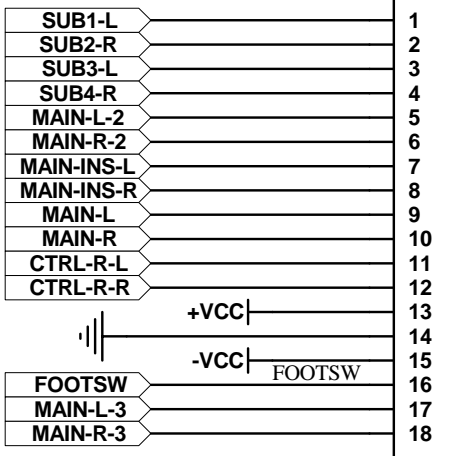 SUB1-L 1
SUB2-R 2
SUB3-L 3
SUB4-R 4
MAIN-L-2 5
MAIN-R-2 6
MAIN-INS-L 7
MAIN-INS-R 8
MAIN-L 9
MAIN-R 10
CTRL-R-L 11
CTRL-R-R 12
+VCC 13
14
-VCC 15
FOOTSW FOOTSW 16
MAIN-L-3 17
MAIN-R-3 18